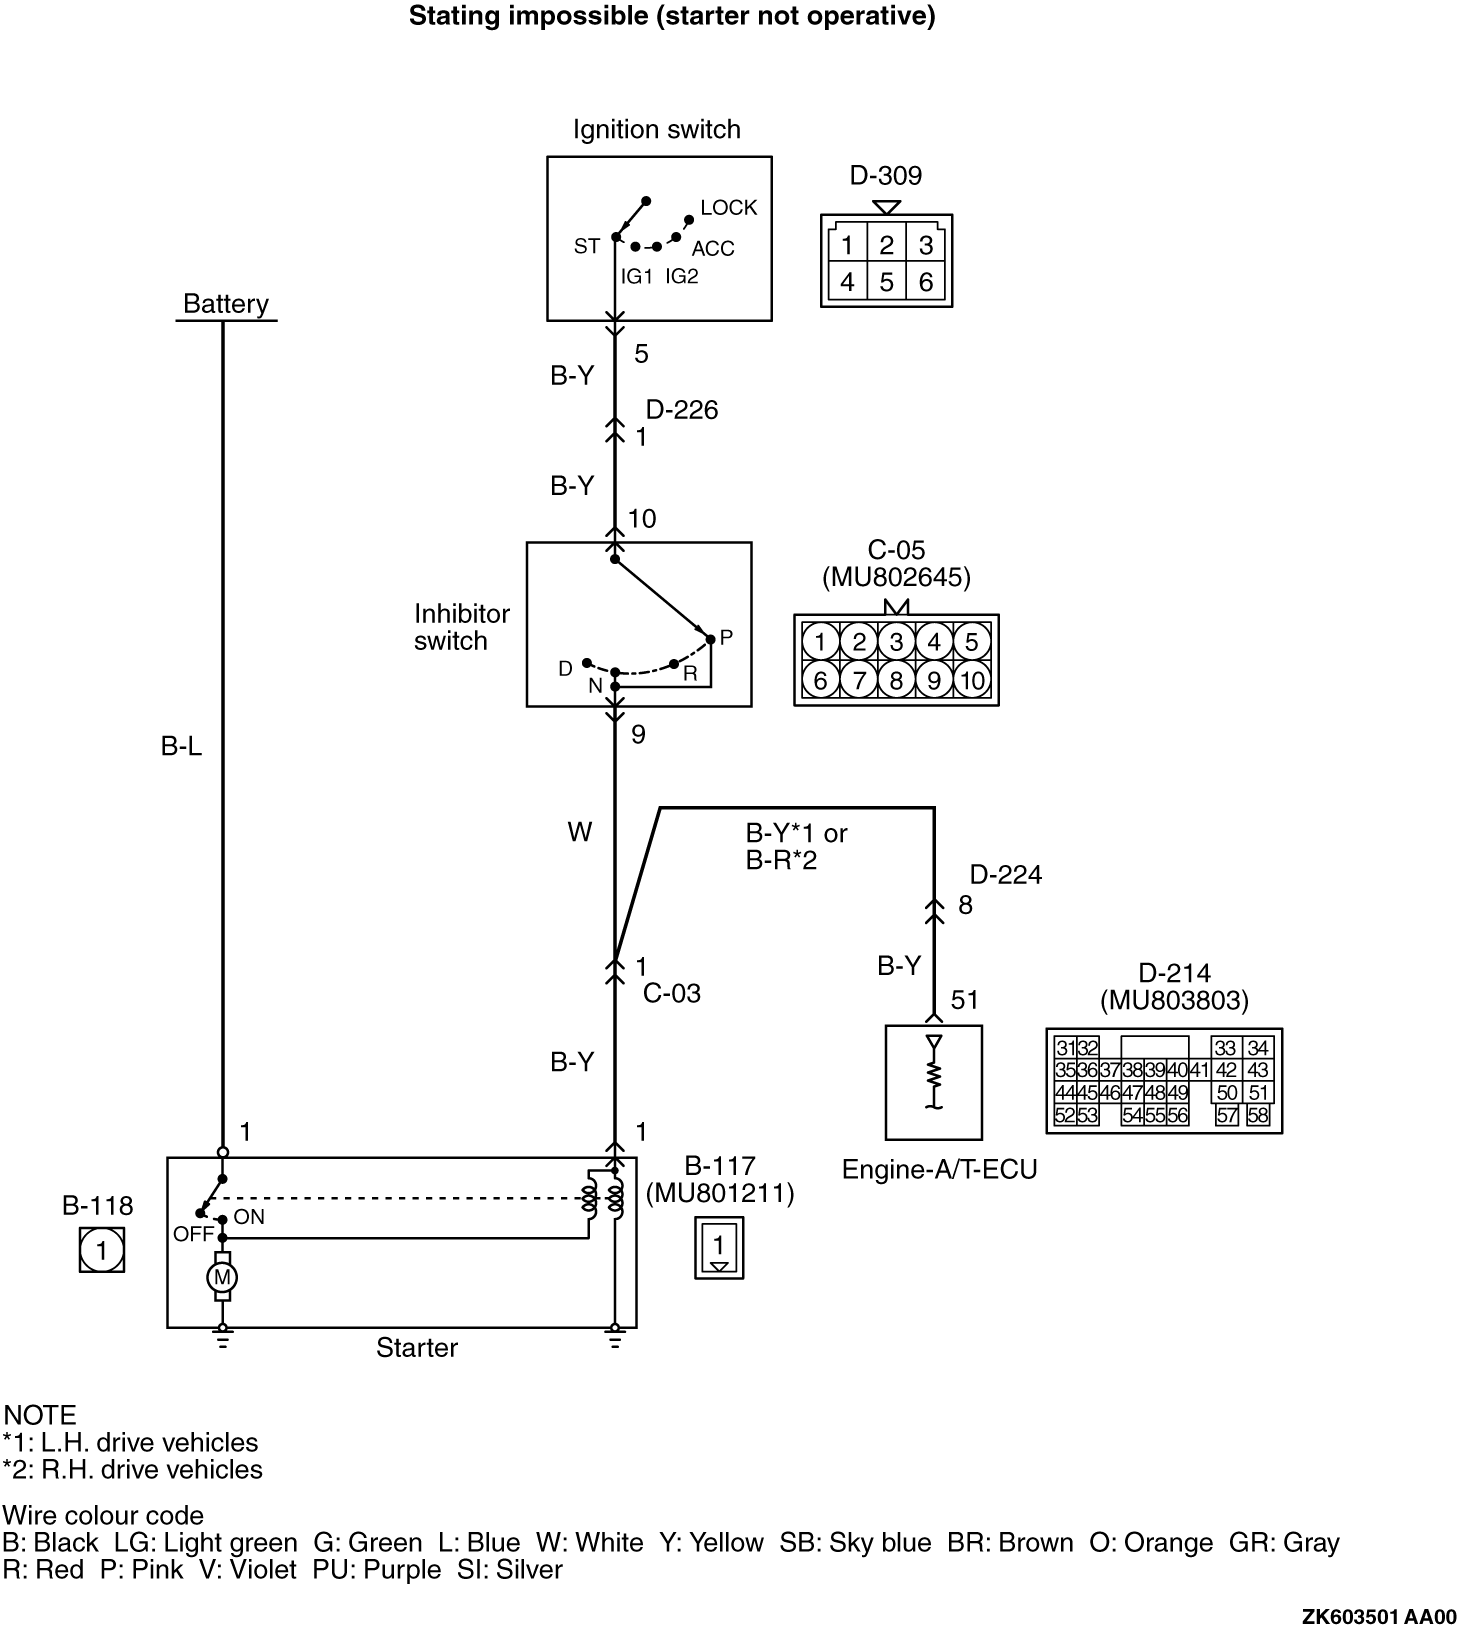 Stating impossible (starter not operative)
Ignition switch
D-309
LOCK
ST
ACC
IG1 IG2
1 2 3
4 5 6
Battery
5
B-Y
D-226
1
B-Y
10
C-05
(MU802645)
Inhibitor
switch
P
D
R
N
1 2 3 4 5
6 7 8 9 10
9
B-L
W
B-Y*1 or
B-R*2
D-224
8
1
C-03
B-Y
51
D-214
(MU803803)
31 32 33 34
35 36 37 38 39 40 41 42 43
44 45 46 47 48 49 50 51
52 53 54 55 56 57 58
B-Y
1
1
Engine-A/T-ECU
B-117
(MU801211)
1
B-118
1
ON
OFF
M
Starter
NOTE
*1: L.H. drive vehicles
*2: R.H. drive vehicles
Wire colour code
B: Black LG: Light green G: Green L: Blue W: White Y: Yellow SB: Sky blue BR: Brown O: Orange GR: Gray
R: Red P: Pink V: Violet PU: Purple SI: Silver
ZK603501 AA00